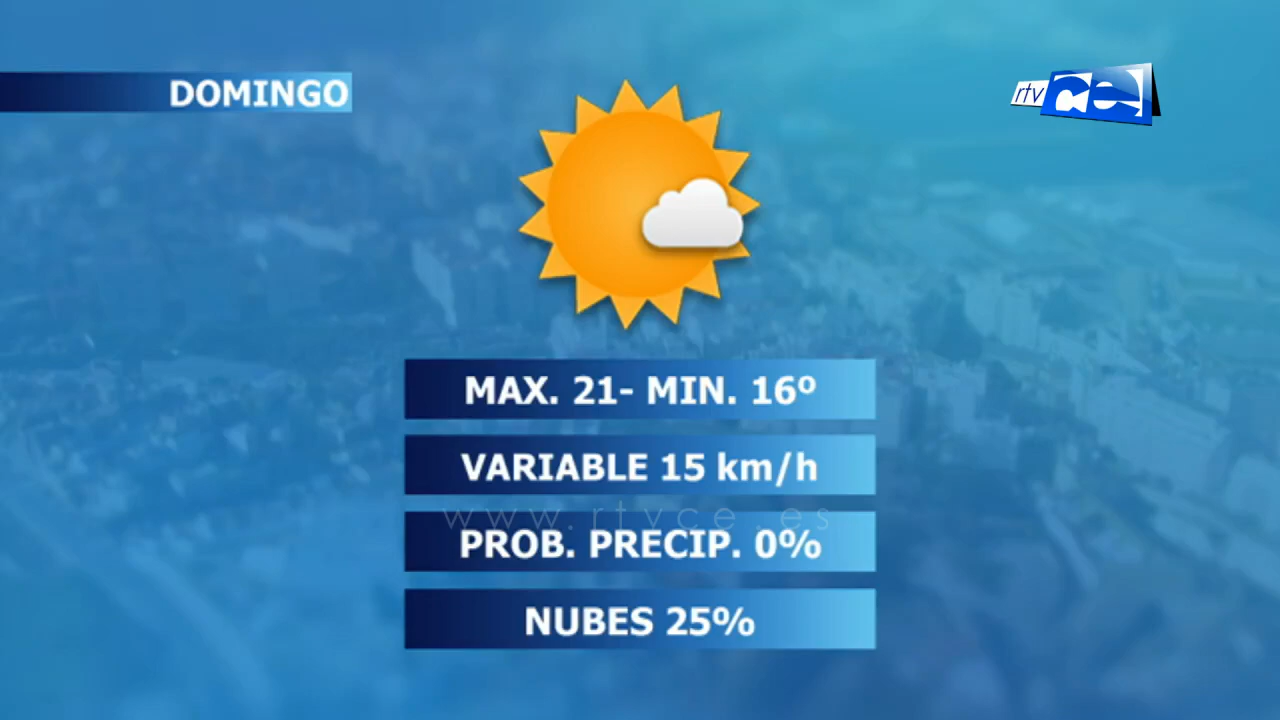 DOMINGO
rtv ce
MAX. 21- MIN. 16º
VARIABLE 15 km/h
www.rtvce.es
PROB. PRECIP. 0%
NUBES 25%